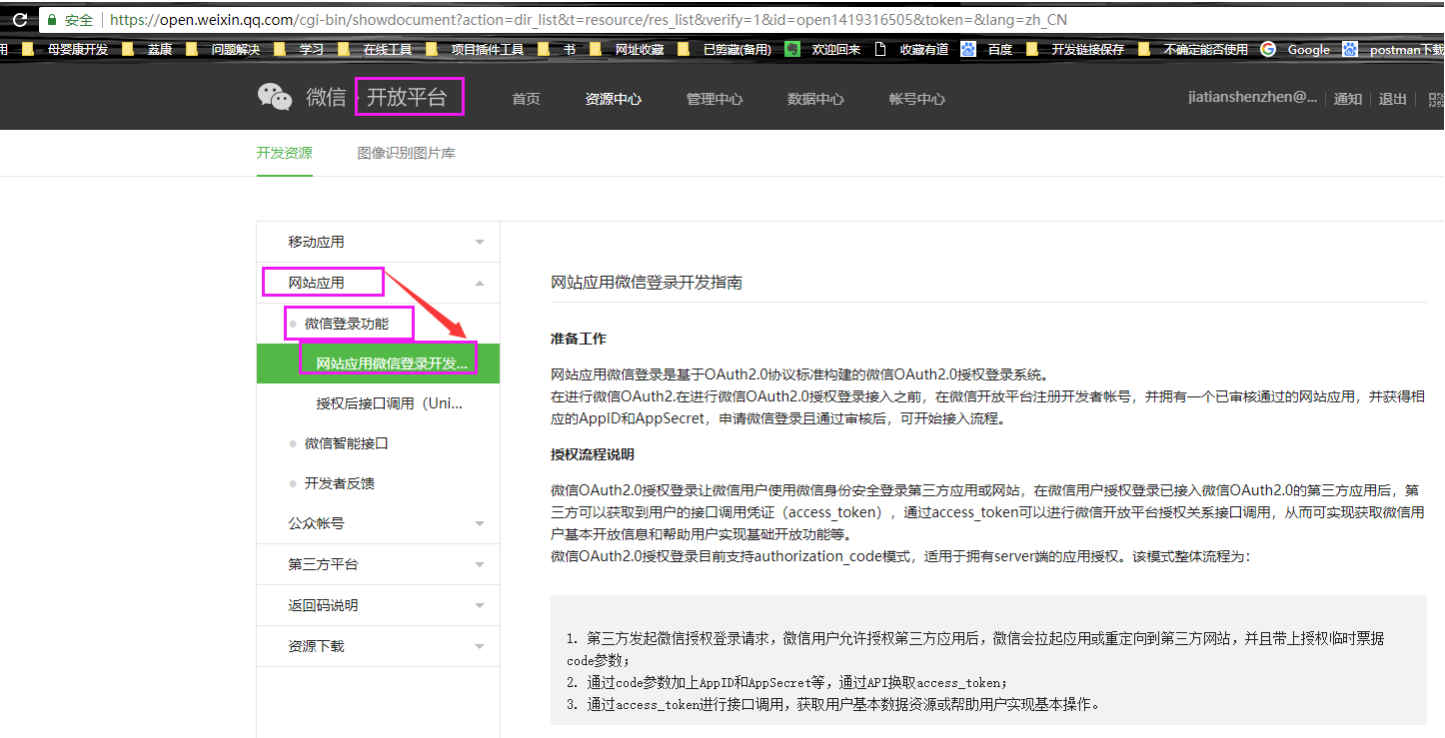 安全 https://open.weixin.qq.com/cgi-bin/showdocument?action=dir_list&t=resource/res_list&verify=1&id=open1419316505&token=&lang=zh_CN
用 母婴康开发 荔康 问题解决 学习 在线工具 项目插件工具 书 网址收藏 已剪藏(备用) 欢迎回来 收藏有道 百度 开发链接保存 不确定能否使用 Google postman下载
微信 · 开放平台 首页 资源中心 管理中心 数据中心 帐号中心 jiatianshenzhen@... 通知 退出
开发资源 图像识别图片库
移动应用
网站应用
微信登录功能
网站应用微信登录开发...
授权后接口调用（Uni...
微信智能接口
开发者反馈
公众帐号
第三方平台
返回码说明
资源下载
网站应用微信登录开发指南
准备工作
网站应用微信登录是基于OAuth2.0协议标准构建的微信OAuth2.0授权登录系统。
在进行微信OAuth2.在进行微信OAuth2.0授权登录接入之前，在微信开放平台注册开发者帐号，并拥有一个已审核通过的网站应用，并获得相
应的AppID和AppSecret，申请微信登录且通过审核后，可开始接入流程。
授权流程说明
微信OAuth2.0授权登录让微信用户使用微信身份安全登录第三方应用或网站，在微信用户授权登录已接入微信OAuth2.0的第三方应用后，第
三方可以获取到用户的接口调用凭证（access_token），通过access_token可以进行微信开放平台授权关系接口调用，从而可实现获取微信用
户基本开放信息和帮助用户实现基础开放功能等。
微信OAuth2.0授权登录目前支持authorization_code模式，适用于拥有server端的应用授权。该模式整体流程为：
1. 第三方发起微信授权登录请求，微信用户允许授权第三方应用后，微信会拉起应用或重定向到第三方网站，并且带上授权临时票据
code参数；
2. 通过code参数加上AppID和AppSecret等，通过API换取access_token；
3. 通过access_token进行接口调用，获取用户基本数据资源或帮助用户实现基本操作。